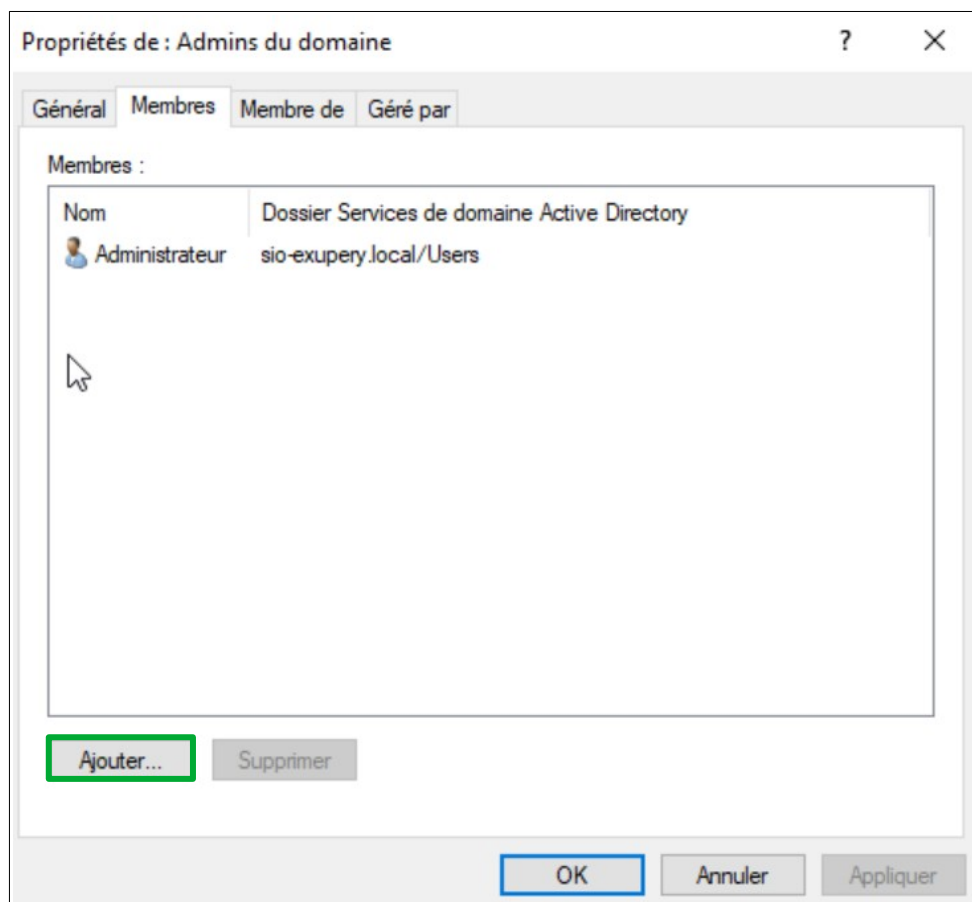 Propriétés de : Admins du domaine ? ×
Général Membres Membre de Géré par
Membres :
Nom Dossier Services de domaine Active Directory
Administrateur sio-exupery.local/Users
Ajouter... Supprimer
OK Annuler Appliquer